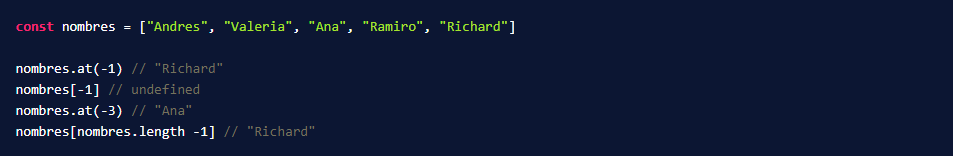 const nombres = ["Andres", "Valeria", "Ana", "Ramiro", "Richard"]
nombres.at(-1) // "Richard"
nombres[-1] // undefined
nombres.at(-3) // "Ana"
nombres[nombres.length -1] // "Richard"